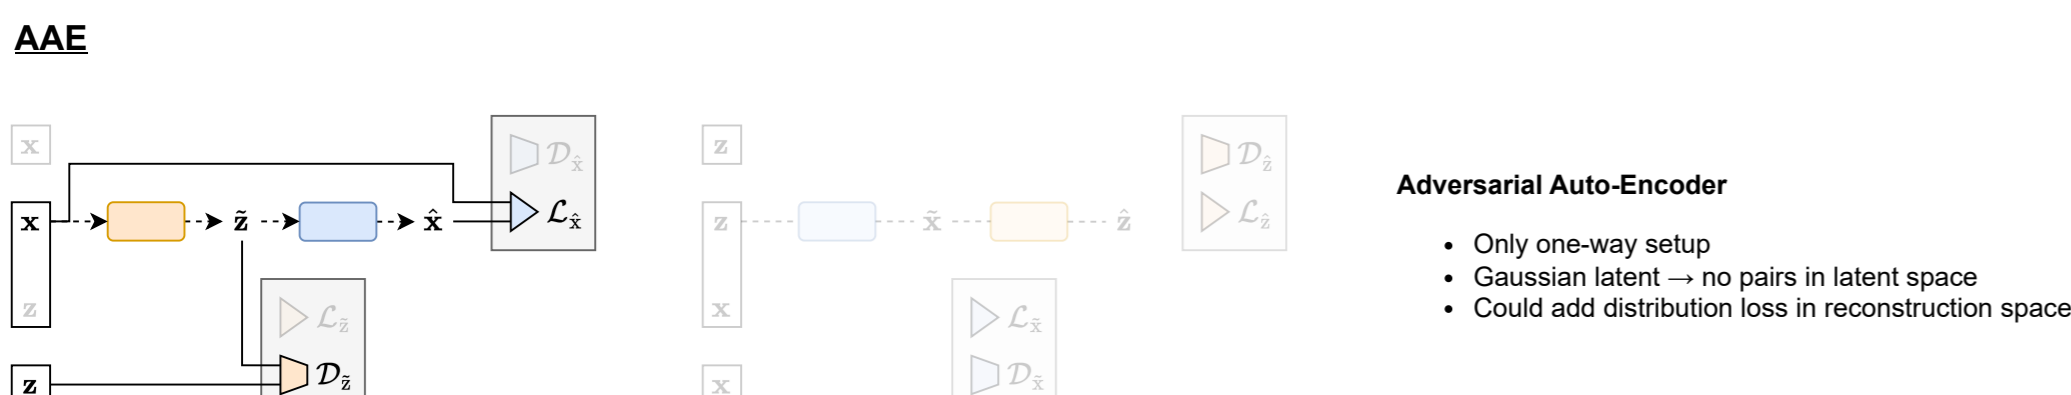 AAE
x
x z̃ x̂
z
z
𝒟x̂
ℒx̂
ℒz̃
𝒟z̃
z
z x̃ ẑ
x
x
𝒟ẑ
ℒẑ
ℒx̃
𝒟x̃
Adversarial Auto-Encoder
• Only one-way setup
• Gaussian latent → no pairs in latent space
• Could add distribution loss in reconstruction space